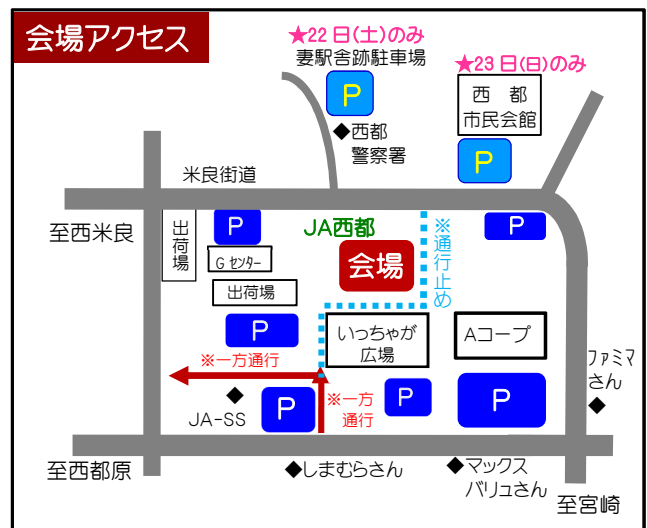 会場アクセス
★22日(土)のみ
妻駅舎跡駐車場
P
◆西都
警察署
★23日(日)のみ
西 都
市民会館
P
米良街道
至西米良
出荷場
P
Gセンター
出荷場
P
JA西都
会場
※通行止め
P
いっちゃが
広場
Aコープ
ファミマ
さん
◆
※一方通行
◆
JA-SS
P
※一方
通行
P
P
至西都原
◆しまむらさん
◆マックス
バリュさん
至宮崎